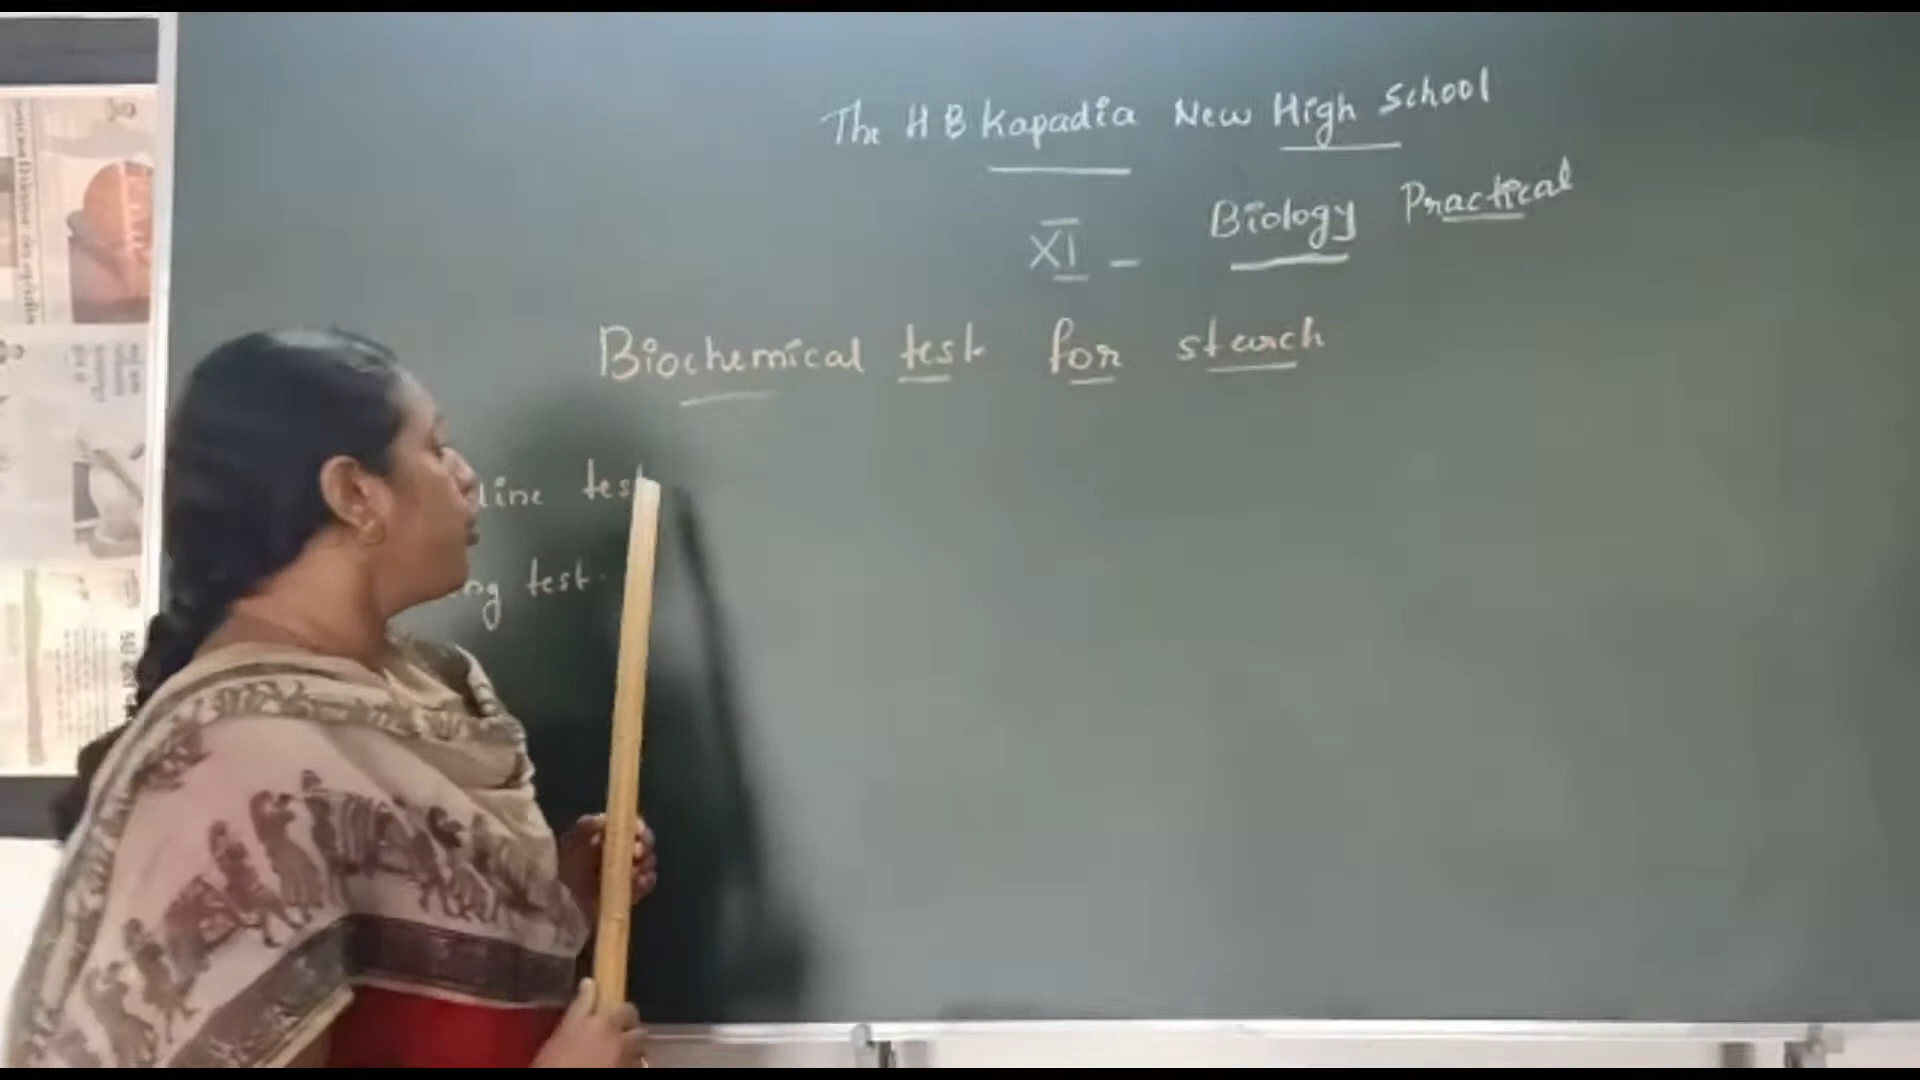 The H B Kapadia New High School
XI - Biology Practical
Biochemical test for starch
test
test.